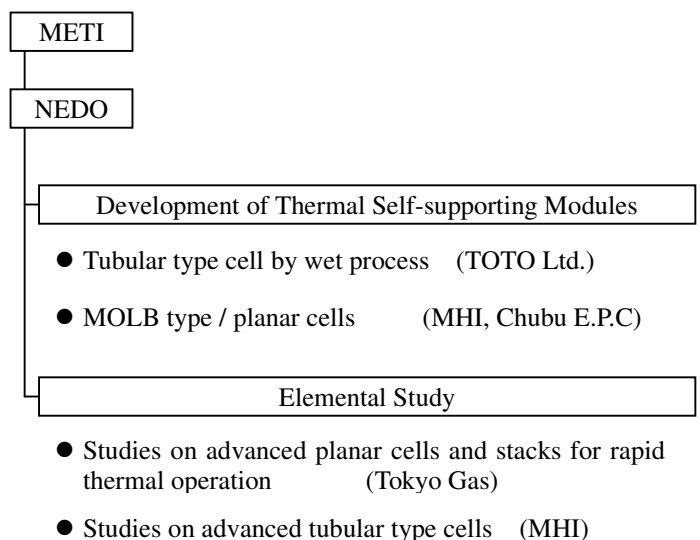 METI
NEDO
Development of Thermal Self-supporting Modules
● Tubular type cell by wet process (TOTO Ltd.)
● MOLB type / planar cells (MHI, Chubu E.P.C)
Elemental Study
● Studies on advanced planar cells and stacks for rapid
thermal operation (Tokyo Gas)
● Studies on advanced tubular type cells (MHI)